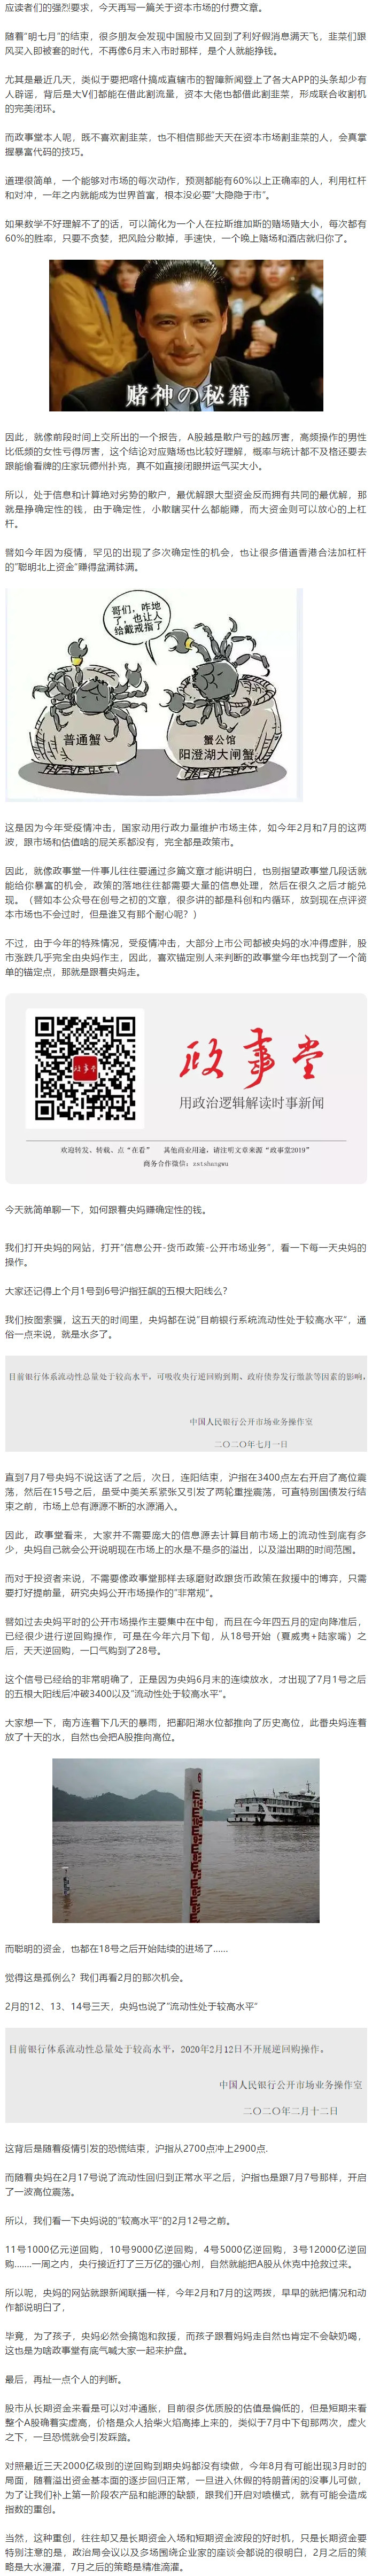 应读者们的强烈要求，今天再写一篇关于资本市场的付费文章。
随着“明七月”的结束，很多朋友会发现中国股市又回到了利好假消息满天飞，韭菜们跟
风买入即被套的时代，不再像6月末入市时那样，是个人就能挣钱。
尤其是最近几天，类似于要把喀什搞成直辖市的智障新闻登上了各大APP的头条却少有
人辟谣，背后是大V们都能在借此割流量，资本大佬也都借此割韭菜，形成联合收割机
的完美闭环。
而政事堂本人呢，既不喜欢割韭菜，也不相信那些天天在资本市场割韭菜的人，会真掌
握暴富代码的技巧。
道理很简单，一个能够对市场的每次动作，预测都能有60%以上正确率的人，利用杠杆
和对冲，一年之内就能成为世界首富，根本没必要“大隐隐于市”。
如果数学不好理解不了的话，可以简化为一个人在拉斯维加斯的赌场赌大小，每次都有
60%的胜率，只要不贪婪，把风险分散掉，手速快，一个晚上赌场和酒店就归你了。
赌神の秘籍
因此，就像前段时间上交所出的一个报告，A股越是散户亏的越厉害，高频操作的男性
比低频的女性亏得厉害，这个结论对应赌场也比较好理解，概率与统计都不及格还要去
跟能偷看牌的庄家玩德州扑克，真不如直接闭眼拼运气买大小。
所以，处于信息和计算绝对劣势的散户，最优解跟大型资金反而拥有共同的最优解，那
就是挣确定性的钱，由于确定性，小散瞎买什么都能赚，而大资金则可以放心的上杠
杆。
譬如今年因为疫情，罕见的出现了多次确定性的机会，也让很多借道香港合法加杠杆
的“聪明北上资金”赚得盆满钵满。
哥们，咋地
了，也让人
给戴戒指了
普通蟹
蟹公馆
阳澄湖大闸蟹
这是因为今年受疫情冲击，国家动用行政力量维护市场主体，如今年2月和7月的这两
波，跟市场和估值啥的屁关系都没有，完全都是政策市。
因此，就像政事堂一件事儿往往要通过多篇文章才能讲明白，也别指望政事堂几段话就
能给你暴富的机会，政策的落地往往都需要大量的信息处理，然后在很久之后才能兑
现。（譬如本公众号在创号之初的文章，很多讲的都是科创和内循环，放到现在点评资
本市场也不会过时，但是谁又有那个耐心呢？）
不过，由于今年的特殊情况，受疫情冲击，大部分上市公司都被央妈的水冲得虚胖，股
市涨跌几乎完全由央妈作主，因此，喜欢锚定别人来判断的政事堂今年也找到了一个简
单的锚定点，那就是跟着央妈走。
政事堂
政事堂
用政治逻辑解读时事新闻
欢迎转发、转载、点“在看” 其他商业用途，请注明文章来源“政事堂2019”
商务合作微信：zstshangwu
今天就简单聊一下，如何跟着央妈赚确定性的钱。
我们打开央妈的网站，打开“信息公开-货币政策-公开市场业务”，看一下每一天央妈的
操作。
大家还记得上个月1号到6号沪指狂飙的五根大阳线么？
我们按图索骥，这五天的时间里，央妈都在说“目前银行系统流动性处于较高水平”，通
俗一点来说，就是水多了。
目前银行体系流动性总量处于较高水平，可吸收央行逆回购到期、政府债券发行缴款等因素的影响，
中国人民银行公开市场业务操作室
二〇二〇年七月一日
直到7月7号央妈不说这话了之后，次日，连阳结束，沪指在3400点左右开启了高位震
荡，然后在15号之后，虽受中美关系紧张又引发了两轮重挫震荡，可直特别国债发行结
束之前，市场上总有源源不断的水源涌入。
因此，政事堂看来，大家并不需要庞大的信息源去计算目前市场上的流动性到底有多
少，央妈自己就会公开说明现在市场上的水是不是多的溢出，以及溢出期的时间范围。
而对于投资者来说，不需要像政事堂那样去琢磨财政跟货币政策在救援中的博弈，只需
要打好提前量，研究央妈公开市场操作的“非常规”。
譬如过去央妈平时的公开市场操作主要集中在中旬，而且在今年四五月的定向降准后，
已经很少进行逆回购操作，可是在今年六月下旬，从18号开始（夏威夷+陆家嘴）之
后，天天逆回购，一口气购到了28号。
这个信号已经给的非常明确了，正是因为央妈6月末的连续放水，才出现了7月1号之后
的五根大阳线后冲破3400以及“流动性处于较高水平”。
大家想一下，南方连着下几天的暴雨，把鄱阳湖水位都推向了历史高位，此番央妈连着
放了十天的水，自然也会把A股推向高位。
而聪明的资金，也都在18号之后开始陆续的进场了……
觉得这是孤例么？我们再看2月的那次机会。
2月的12、13、14号三天，央妈也说了“流动性处于较高水平”
目前银行体系流动性总量处于较高水平，2020年2月12日不开展逆回购操作。
中国人民银行公开市场业务操作室
二〇二〇年二月十二日
这背后是随着疫情引发的恐慌结束，沪指从2700点冲上2900点.
而随着央妈在2月17号说了流动性回归到正常水平之后，沪指也是跟7月7号那样，开启
了一波高位震荡。
所以，我们看一下央妈说的“较高水平”的2月12号之前。
11号1000亿元逆回购，10号9000亿逆回购，4号5000亿逆回购，3号12000亿逆回
购.......一周之内，央行接近打了三万亿的强心剂，自然就能把A股从休克中抢救过来。
所以呢，央妈的网站就跟新闻联播一样，今年2月和7月的这两拨，早早的就把情况和动
作都说明白了，
毕竟，为了孩子，央妈必然会搞饱和救援，而孩子跟着妈妈走自然也肯定不会缺奶喝，
这也是为啥政事堂有底气喊大家一起来护盘。
最后，再扯一点个人的判断。
股市从长期资金来看是可以对冲通胀，目前很多优质股的估值是偏低的，但是短期来看
整个A股确着实虚高，价格是众人拾柴火焰高捧上来的，类似于7月中下旬那两次，虚火
之下，一旦恐慌就会引发踩踏。
对照最近三天2000亿级别的逆回购到期央妈都没有续做，今年8月有可能出现3月时的
局面，随着溢出资金基本面的逐步回归正常，一旦进入休假的特朗普闭的没事儿可做，
为了让我们补上第一阶段农产品和能源的缺额，跟我们开启对喷模式，就有可能会造成
指数的重创。
当然，这种重创，往往却又是长期资金入场和短期资金波段的好时机，只是长期资金要
特别注意的是，政治局会议以及多场围绕企业家的座谈会都说的很明白，2月之后的策
略是大水漫灌，7月之后的策略是精准滴灌。